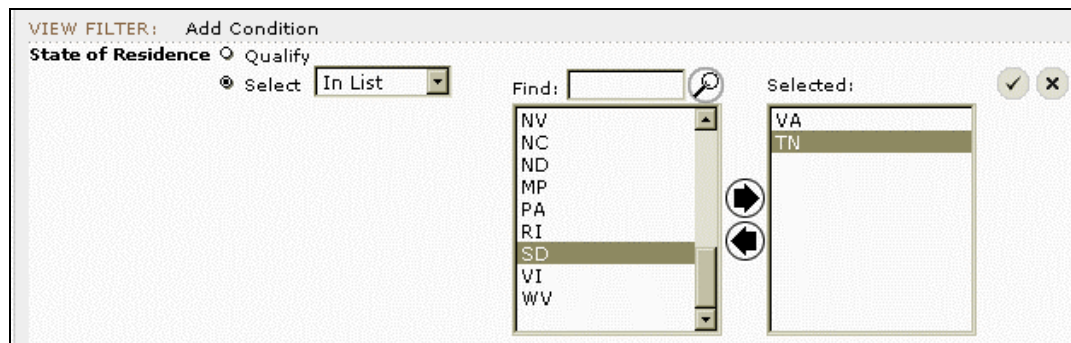 VIEW FILTER: Add Condition
State of Residence Qualify
Select In List
Find:
NV
NC
ND
MP
PA
RI
SD
VI
WV
Selected:
VA
TN